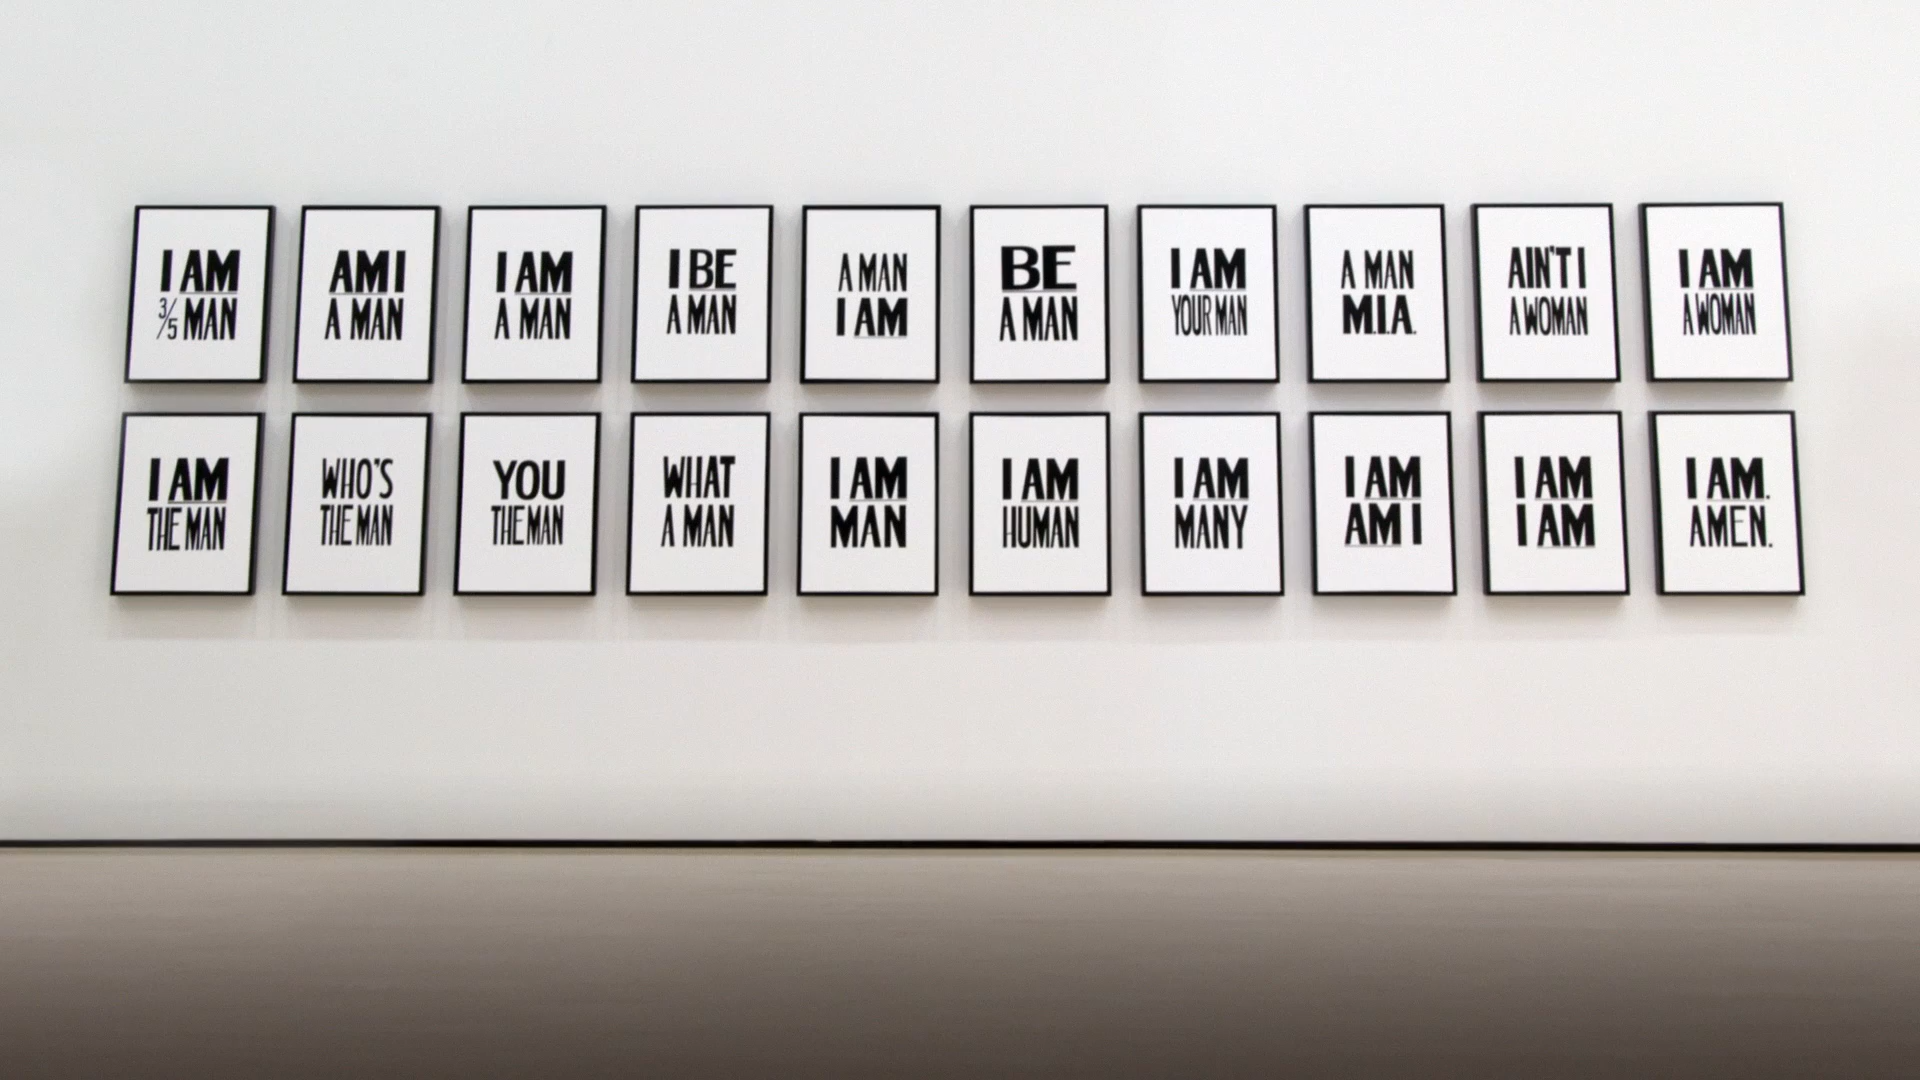 I AM
3/5 MAN
AM I
A MAN
I AM
A MAN
I BE
A MAN
A MAN
I AM
BE
A MAN
I AM
YOUR MAN
A MAN
M.I.A.
AIN'T I
A WOMAN
I AM
A WOMAN
I AM
THE MAN
WHO'S
THE MAN
YOU
THE MAN
WHAT
A MAN
I AM
MAN
I AM
HUMAN
I AM
MANY
I AM
AM I
I AM
I AM
I AM.
AMEN.